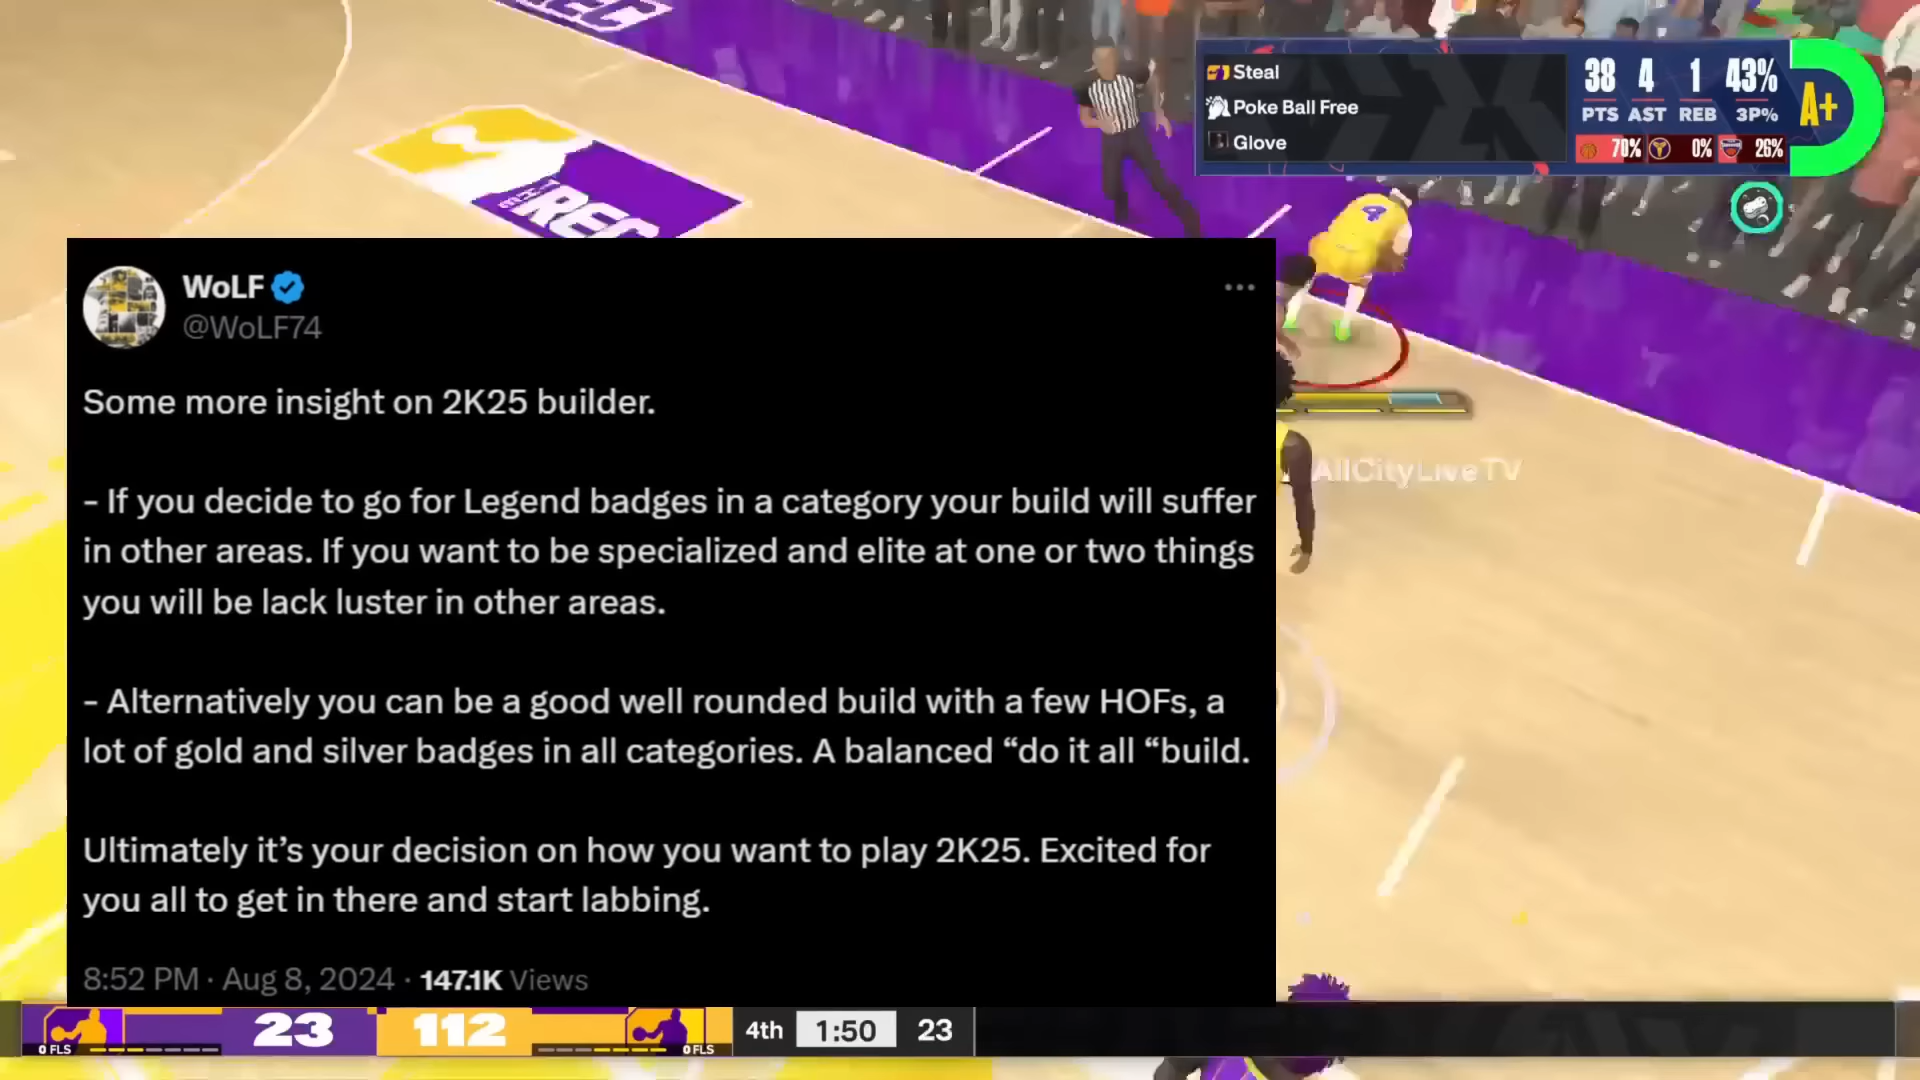 REC
Steal
Poke Ball Free
Glove
38 4 1 43%
PTS AST REB 3P%
A+
70% 0% 26%
THE REC
4
WoLF
@WoLF74
Some more insight on 2K25 builder.
- If you decide to go for Legend badges in a category your build will suffer
in other areas. If you want to be specialized and elite at one or two things
you will be lack luster in other areas.
- Alternatively you can be a good well rounded build with a few HOFs, a
lot of gold and silver badges in all categories. A balanced “do it all “build.
Ultimately it’s your decision on how you want to play 2K25. Excited for
you all to get in there and start labbing.
8:52 PM · Aug 8, 2024 · 147.1K Views
AllCityLiveTV
0 FLS 23 112 0 FLS 4th 1:50 23